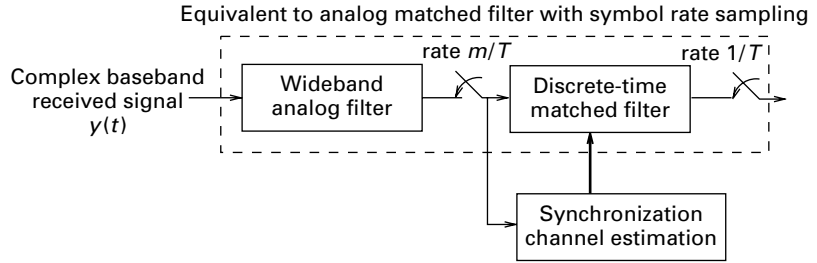 Equivalent to analog matched filter with symbol rate sampling
rate m/T
rate 1/T
Complex baseband
received signal
y(t)
Wideband
analog filter
Discrete-time
matched filter
Synchronization
channel estimation